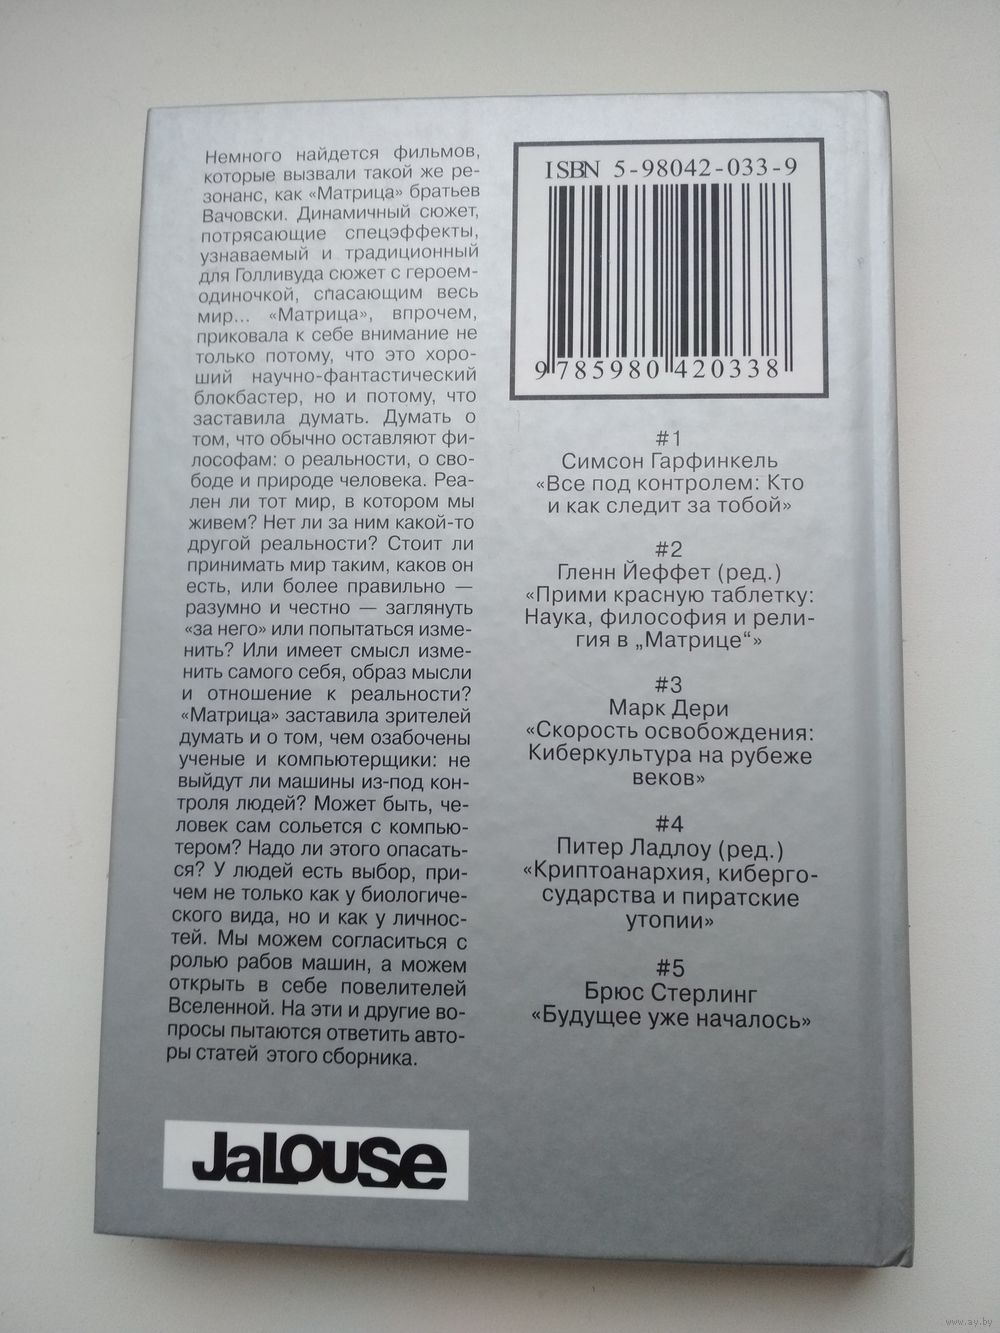 Немного найдется фильмов,
которые вызвали такой же ре-
зонанс, как «Матрица» братьев
Вачовски. Динамичный сюжет,
потрясающие спецэффекты,
узнаваемый и традиционный
для Голливуда сюжет с героем-
одиночкой, спасающим весь
мир... «Матрица», впрочем,
приковала к себе внимание не
только потому, что это хоро-
ший научно-фантастический
блокбастер, но и потому, что
заставила думать. Думать о
том, что обычно оставляют фи-
лософам: о реальности, о сво-
боде и природе человека. Реа-
лен ли тот мир, в котором мы
живем? Нет ли за ним какой-то
другой реальности? Стоит ли
принимать мир таким, каков он
есть, или более правильно —
разумно и честно — заглянуть
«за него» или попытаться изме-
нить? Или имеет смысл изме-
нить самого себя, образ мысли
и отношение к реальности?
«Матрица» заставила зрителей
думать и о том, чем озабочены
ученые и компьютерщики: не
выйдут ли машины из-под кон-
троля людей? Может быть, че-
ловек сам сольется с компью-
тером? Надо ли этого опасать-
ся? У людей есть выбор, при-
чем не только как у биологиче-
ского вида, но и как у личнос-
тей. Мы можем согласиться с
ролью рабов машин, а можем
открыть в себе повелителей
Вселенной. На эти и другие во-
просы пытаются ответить авто-
ры статей этого сборника.
JaLOUSe
ISBN 5-98042-033-9
9 785980 420338
#1
Симсон Гарфинкель
«Все под контролем: Кто
и как следит за тобой»
#2
Гленн Йеффет (ред.)
«Прими красную таблетку:
Наука, философия и рели-
гия в „Матрице“»
#3
Марк Дери
«Скорость освобождения:
Киберкультура на рубеже
веков»
#4
Питер Ладлоу (ред.)
«Криптоанархия, киберго-
сударства и пиратские
утопии»
#5
Брюс Стерлинг
«Будущее уже началось»
www.ay.by